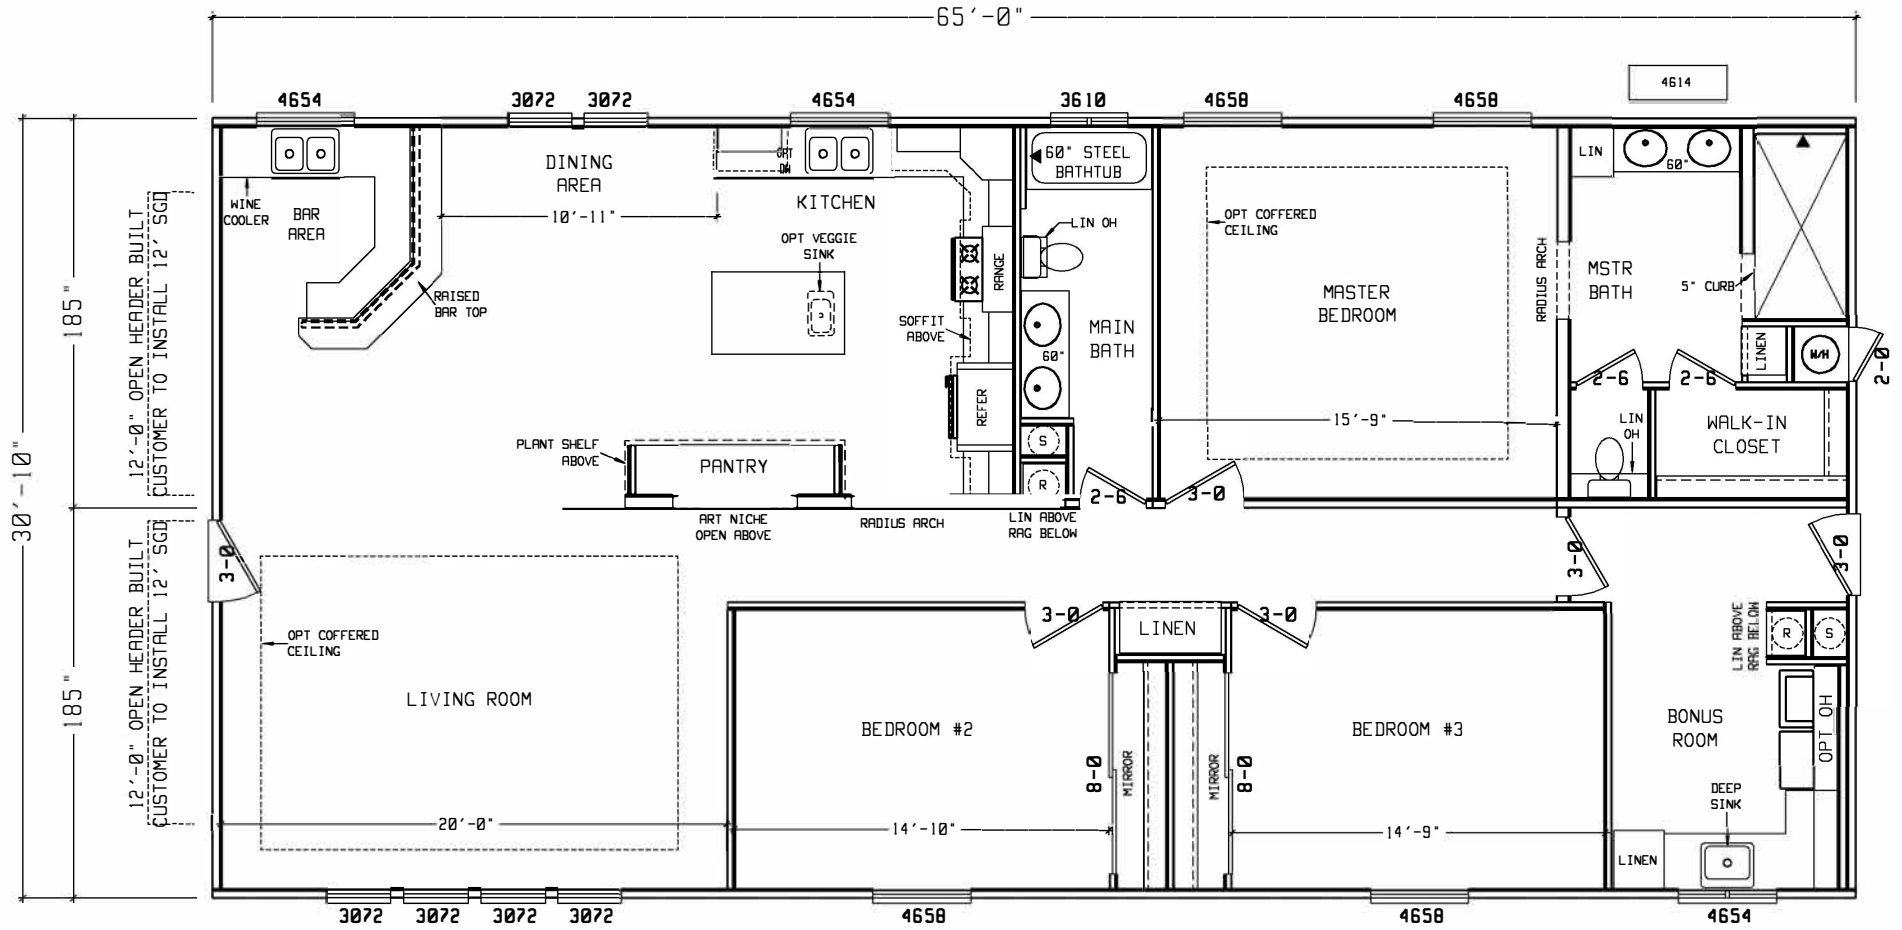 65'-0"
4614
4654
3072
3072
4654
3610
4658
4658
DINING
AREA
OPT
DW
60" STEEL
BATHTUB
LIN
60"
WINE
COOLER
BAR
AREA
10'-11"
KITCHEN
OPT VEGGIE
SINK
LIN OH
OPT COFFERED
CEILING
RANGE
RADIUS ARCH
MSTR
BATH
5" CURB
RAISED
BAR TOP
SOFFIT
ABOVE
MAIN
BATH
60"
MASTER
BEDROOM
LINEN
W/H
2-0
2-6
2-6
185"
12'-0" OPEN HEADER BUILT
CUSTOMER TO INSTALL 12' SGD
REFER
15'-9"
LIN
OH
WALK-IN
CLOSET
PLANT SHELF
ABOVE
PANTRY
S
R
2-6
3-0
30'-10"
ART NICHE
OPEN ABOVE
RADIUS ARCH
LIN ABOVE
RAG BELOW
3-0
3-0
3-0
12'-0" OPEN HEADER BUILT
CUSTOMER TO INSTALL 12' SGD
185"
OPT COFFERED
CEILING
3-0
LINEN
3-0
LIN ABOVE
RAG BELOW
R
S
LIVING ROOM
BEDROOM #2
BEDROOM #3
BONUS
ROOM
OPT OH
8-0
MIRROR
MIRROR
8-0
DEEP
SINK
20'-0"
14'-10"
14'-9"
LINEN
3072
3072
3072
3072
4658
4658
4654